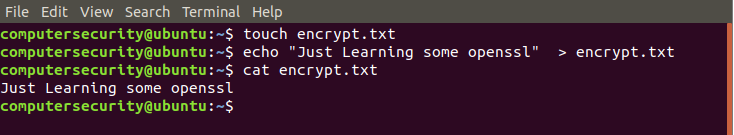 File Edit View Search Terminal Help
computersecurity@ubuntu:~$ touch encrypt.txt
computersecurity@ubuntu:~$ echo "Just Learning some openssl"  > encrypt.txt
computersecurity@ubuntu:~$ cat encrypt.txt
Just Learning some openssl
computersecurity@ubuntu:~$